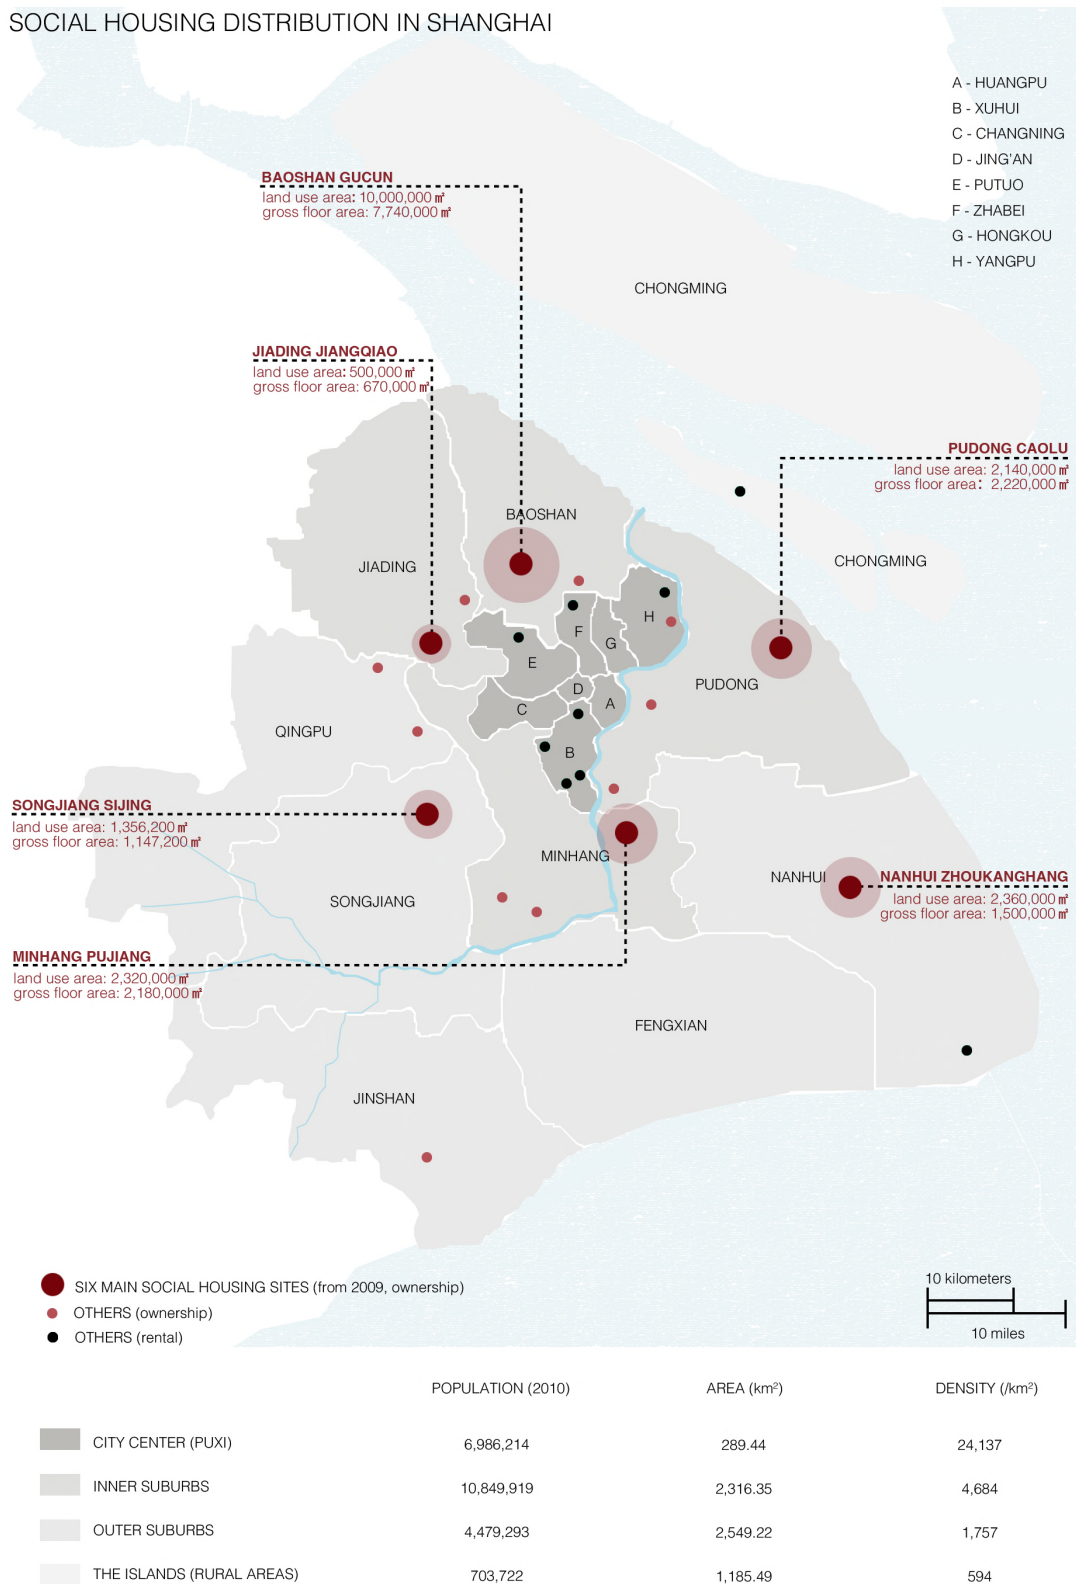 SOCIAL HOUSING DISTRIBUTION IN SHANGHAI
A - HUANGPU
B - XUHUI
C - CHANGNING
D - JING'AN
E - PUTUO
F - ZHABEI
G - HONGKOU
H - YANGPU
BAOSHAN GUCUN
land use area: 10,000,000 ㎡
gross floor area: 7,740,000 ㎡
CHONGMING
JIADING JIANGQIAO
land use area: 500,000 ㎡
gross floor area: 670,000 ㎡
PUDONG CAOLU
land use area: 2,140,000 ㎡
gross floor area: 2,220,000 ㎡
BAOSHAN
CHONGMING
JIADING
H
F
G
E
D
PUDONG
A
C
QINGPU
B
SONGJIANG SIJING
land use area: 1,356,200 ㎡
gross floor area: 1,147,200 ㎡
MINHANG
NANHUI
NANHUI ZHOUKANGHANG
land use area: 2,360,000 ㎡
gross floor area: 1,500,000 ㎡
SONGJIANG
MINHANG PUJIANG
land use area: 2,320,000 ㎡
gross floor area: 2,180,000 ㎡
FENGXIAN
JINSHAN
SIX MAIN SOCIAL HOUSING SITES (from 2009, ownership)
OTHERS (ownership)
OTHERS (rental)
10 kilometers
10 miles
POPULATION (2010) AREA (km²) DENSITY (/km²)
CITY CENTER (PUXI) 6,986,214 289.44 24,137
INNER SUBURBS 10,849,919 2,316.35 4,684
OUTER SUBURBS 4,479,293 2,549.22 1,757
THE ISLANDS (RURAL AREAS) 703,722 1,185.49 594